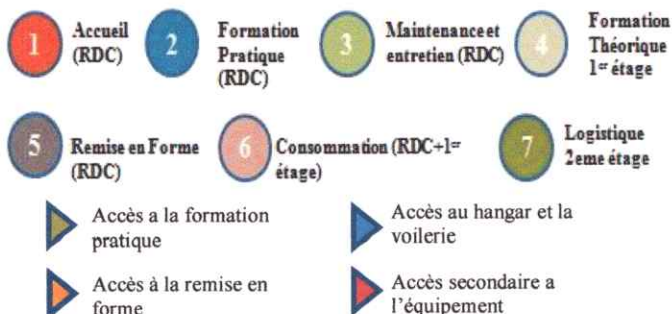 1 Accueil (RDC)
2 Formation Pratique (RDC)
3 Maintenance et entretien (RDC)
4 Formation Théorique 1er étage
5 Remise en Forme (RDC)
6 Consommation (RDC+1er étage)
7 Logistique 2eme étage
Accès a la formation pratique
Accès au hangar et la voilerie
Accès à la remise en forme
Accès secondaire a l'équipement